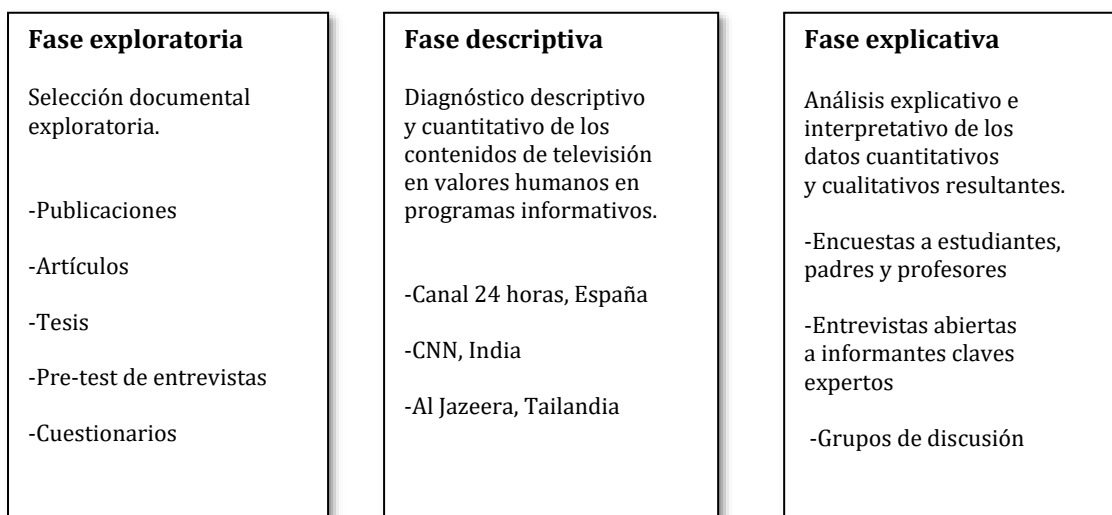 Fase exploratoria
Selección documental
exploratoria.
-Publicaciones
-Artículos
-Tesis
-Pre-test de entrevistas
-Cuestionarios
Fase descriptiva
Diagnóstico descriptivo
y cuantitativo de los
contenidos de televisión
en valores humanos en
programas informativos.
-Canal 24 horas, España
-CNN, India
-Al Jazeera, Tailandia
Fase explicativa
Análisis explicativo e
interpretativo de los
datos cuantitativos
y cualitativos resultantes.
-Encuestas a estudiantes,
padres y profesores
-Entrevistas abiertas
a informantes claves
expertos
-Grupos de discusión